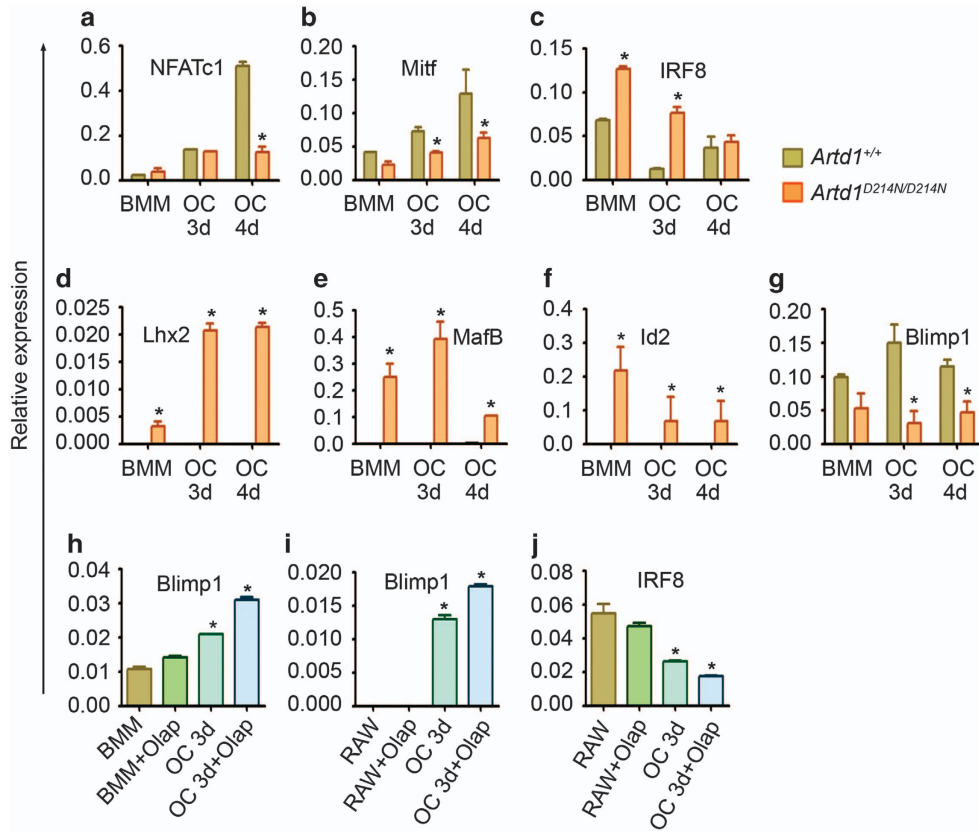 Relative expression
a
NFATc1
0.6
0.4
0.2
0.0
*
BMM OC OC
3d 4d
b
Mitf
0.20
0.15
0.10
0.05
0.00
* *
BMM OC OC
3d 4d
c
IRF8
0.15
0.10
0.05
0.00
* *
BMM OC OC
3d 4d
Artd1+/+
Artd1D214N/D214N
d
Lhx2
0.025
0.020
0.015
0.010
0.005
0.000
* * *
BMM OC OC
3d 4d
e
MafB
0.5
0.4
0.3
0.2
0.1
0.0
* * *
BMM OC OC
3d 4d
f
Id2
0.4
0.3
0.2
0.1
0.0
* * *
BMM OC OC
3d 4d
g
Blimp1
0.20
0.15
0.10
0.05
0.00
* *
BMM OC OC
3d 4d
h
Blimp1
0.04
0.03
0.02
0.01
0.00
* *
BMM
BMM+Olap
OC 3d
OC 3d+Olap
i
Blimp1
0.020
0.015
0.010
0.005
0.000
* *
RAW
RAW+Olap
OC 3d
OC 3d+Olap
j
IRF8
0.08
0.06
0.04
0.02
0.00
* *
RAW
RAW+Olap
OC 3d
OC 3d+Olap